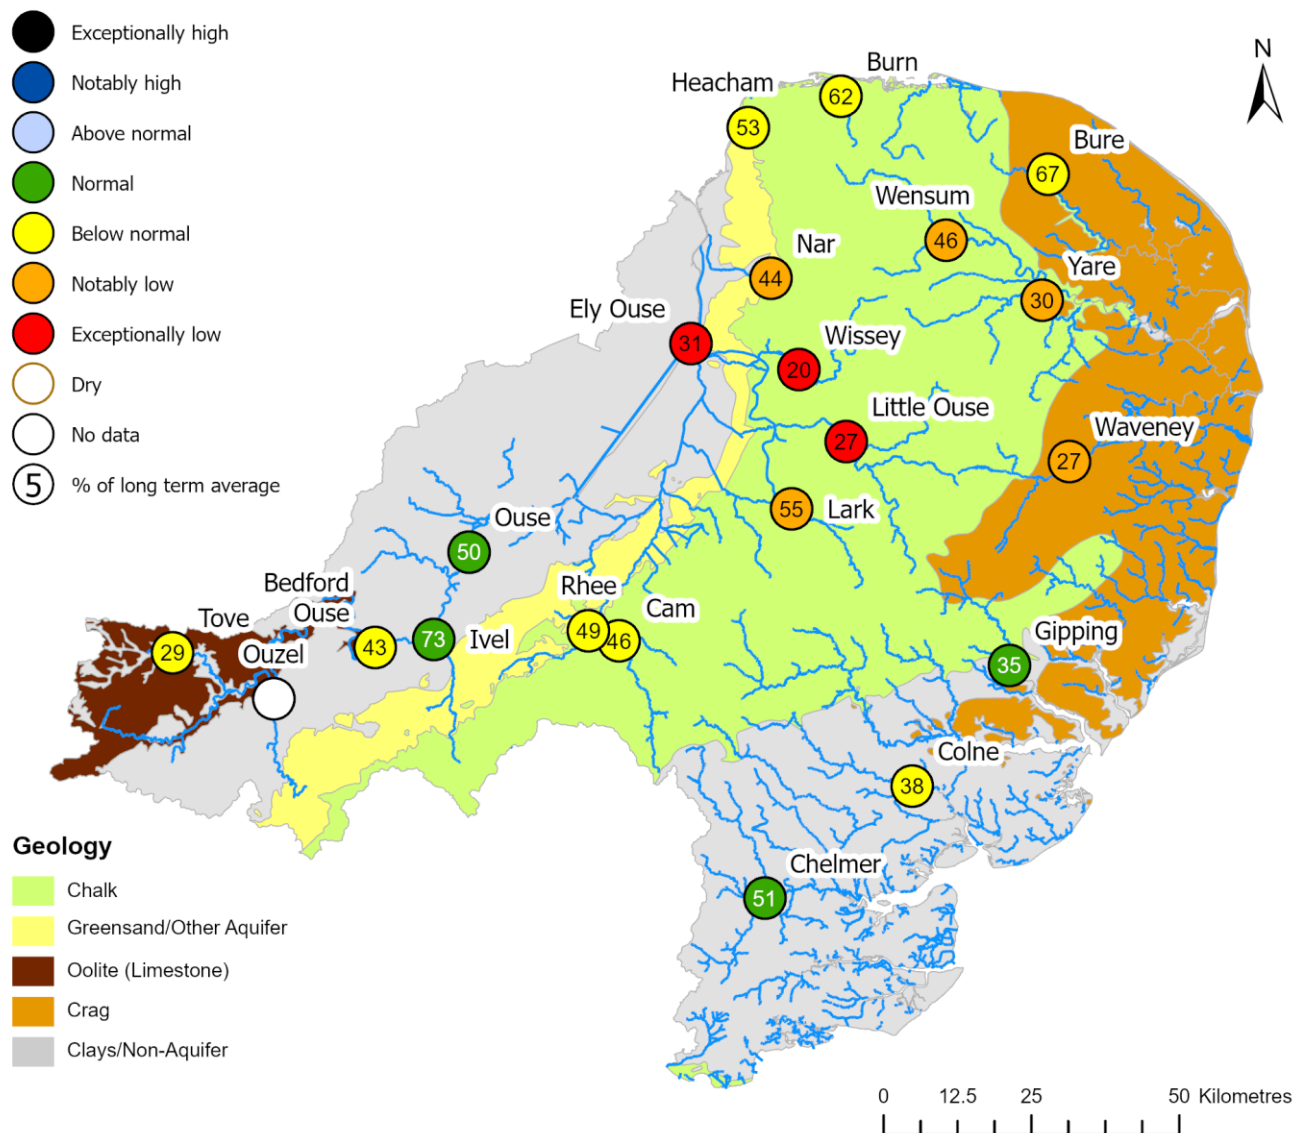 Exceptionally high
Notably high
Above normal
Normal
Below normal
Notably low
Exceptionally low
Dry
No data
5 % of long term average
N
Burn
62
Heacham
53
Bure
67
Wensum
46
Nar
44
Yare
30
Ely Ouse
31
Wissey
20
Little Ouse
27
Waveney
27
Lark
55
Ouse
50
Rhee
49
Cam
46
Bedford
Ouse
43
Ivel
73
Tove
29
Ouzel
Gipping
35
Colne
38
Chelmer
51
Geology
Chalk
Greensand/Other Aquifer
Oolite (Limestone)
Crag
Clays/Non-Aquifer
0 12.5 25 50 Kilometres